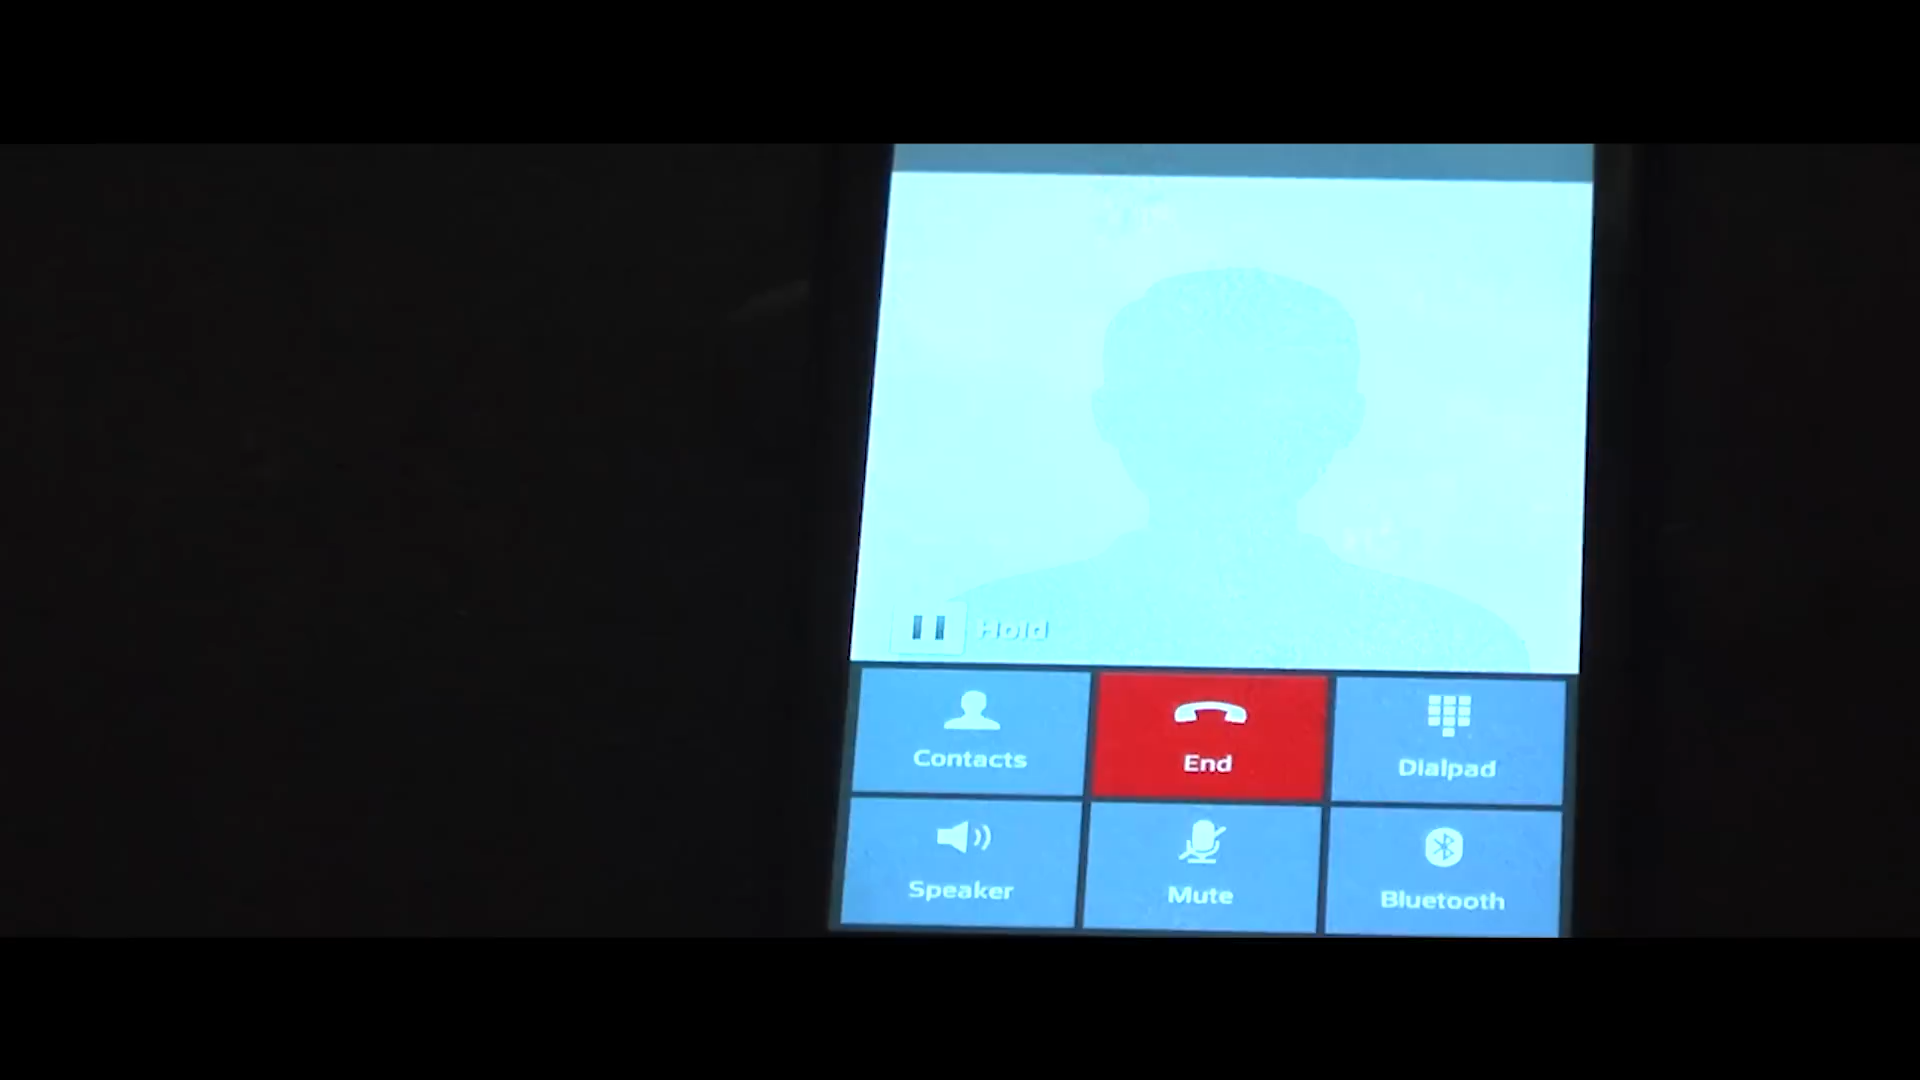 Hold
Contacts
End
Dialpad
Speaker
Mute
Bluetooth